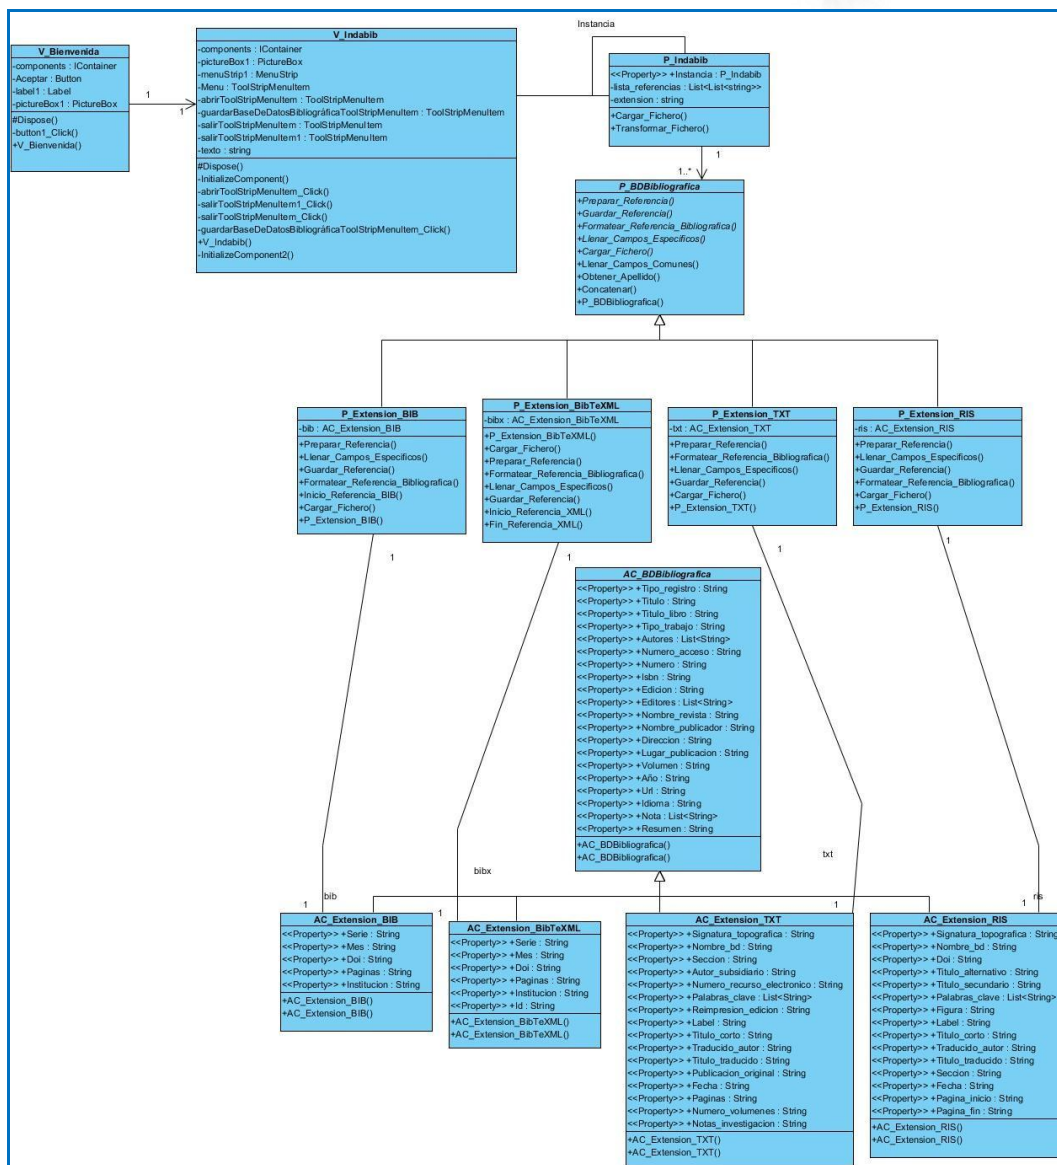 Instancia
V_Bienvenida
-components : IContainer
-Aceptar : Button
-label1 : Label
-pictureBox1 : PictureBox
#Dispose()
-button1_Click()
+V_Bienvenida()
1
1
V_Indabib
-components : IContainer
-pictureBox1 : PictureBox
-menuStrip1 : MenuStrip
-Menu : ToolStripMenuItem
-abrirToolStripMenuItem : ToolStripMenuItem
-guardarBaseDeDatosBibliográficaToolStripMenuItem : ToolStripMenuItem
-salirToolStripMenuItem : ToolStripMenuItem
-salirToolStripMenuItem1 : ToolStripMenuItem
-texto : string
#Dispose()
-InitializeComponent()
-abrirToolStripMenuItem_Click()
-salirToolStripMenuItem1_Click()
-salirToolStripMenuItem_Click()
-guardarBaseDeDatosBibliográficaToolStripMenuItem_Click()
+V_Indabib()
-InitializeComponent2()
P_Indabib
<<Property>> +Instancia : P_Indabib
-lista_referencias : List<List<string>>
-extension : string
+Cargar_Fichero()
+Transformar_Fichero()
1
1..*
P_BDBibliografica
+Preparar_Referencia()
+Guardar_Referencia()
+Formatear_Referencia_Bibliografica()
+Llenar_Campos_Especificos()
+Cargar_Fichero()
+Llenar_Campos_Comunes()
+Obtener_Apellido()
+Concatenar()
+P_BDBibliografica()
P_Extension_BIB
-bib : AC_Extension_BIB
+Preparar_Referencia()
+Llenar_Campos_Especificos()
+Guardar_Referencia()
+Formatear_Referencia_Bibliografica()
+Inicio_Referencia_BIB()
+Cargar_Fichero()
+P_Extension_BIB()
1
P_Extension_BibTeXML
-bibx : AC_Extension_BibTeXML
+P_Extension_BibTeXML()
+Cargar_Fichero()
+Preparar_Referencia()
+Formatear_Referencia_Bibliografica()
+Llenar_Campos_Especificos()
+Guardar_Referencia()
+Inicio_Referencia_XML()
+Fin_Referencia_XML()
1
P_Extension_TXT
-txt : AC_Extension_TXT
+Preparar_Referencia()
+Formatear_Referencia_Bibliografica()
+Llenar_Campos_Especificos()
+Guardar_Referencia()
+Cargar_Fichero()
+P_Extension_TXT()
1
P_Extension_RIS
-ris : AC_Extension_RIS
+Preparar_Referencia()
+Llenar_Campos_Especificos()
+Guardar_Referencia()
+Formatear_Referencia_Bibliografica()
+Cargar_Fichero()
+P_Extension_RIS()
1
AC_BDBibliografica
<<Property>> +Tipo_registro : String
<<Property>> +Titulo : String
<<Property>> +Titulo_libro : String
<<Property>> +Tipo_trabajo : String
<<Property>> +Autores : List<String>
<<Property>> +Numero_acceso : String
<<Property>> +Numero : String
<<Property>> +Isbn : String
<<Property>> +Edicion : String
<<Property>> +Editores : List<String>
<<Property>> +Nombre_revista : String
<<Property>> +Nombre_publicador : String
<<Property>> +Direccion : String
<<Property>> +Lugar_publicacion : String
<<Property>> +Volumen : String
<<Property>> +Año : String
<<Property>> +Url : String
<<Property>> +Idioma : String
<<Property>> +Nota : List<String>
<<Property>> +Resumen : String
+AC_BDBibliografica()
+AC_BDBibliografica()
bib
1
bibx
1
txt
1
ris
1
AC_Extension_BIB
<<Property>> +Serie : String
<<Property>> +Mes : String
<<Property>> +Doi : String
<<Property>> +Paginas : String
<<Property>> +Institucion : String
+AC_Extension_BIB()
+AC_Extension_BIB()
AC_Extension_BibTeXML
<<Property>> +Serie : String
<<Property>> +Mes : String
<<Property>> +Doi : String
<<Property>> +Paginas : String
<<Property>> +Institucion : String
<<Property>> +Id : String
+AC_Extension_BibTeXML()
+AC_Extension_BibTeXML()
AC_Extension_TXT
<<Property>> +Signatura_topografica : String
<<Property>> +Nombre_bd : String
<<Property>> +Seccion : String
<<Property>> +Autor_subsidiario : String
<<Property>> +Numero_recurso_electronico : String
<<Property>> +Palabras_clave : List<String>
<<Property>> +Reimpresion_edicion : String
<<Property>> +Label : String
<<Property>> +Titulo_corto : String
<<Property>> +Traducido_autor : String
<<Property>> +Titulo_traducido : String
<<Property>> +Publicacion_original : String
<<Property>> +Fecha : String
<<Property>> +Paginas : String
<<Property>> +Numero_volumenes : String
<<Property>> +Notas_investigacion : String
+AC_Extension_TXT()
+AC_Extension_TXT()
AC_Extension_RIS
<<Property>> +Signatura_topografica : String
<<Property>> +Nombre_bd : String
<<Property>> +Doi : String
<<Property>> +Titulo_alternativo : String
<<Property>> +Titulo_secundario : String
<<Property>> +Palabras_clave : List<String>
<<Property>> +Figura : String
<<Property>> +Label : String
<<Property>> +Titulo_corto : String
<<Property>> +Traducido_autor : String
<<Property>> +Titulo_traducido : String
<<Property>> +Seccion : String
<<Property>> +Fecha : String
<<Property>> +Pagina_inicio : String
<<Property>> +Pagina_fin : String
+AC_Extension_RIS()
+AC_Extension_RIS()